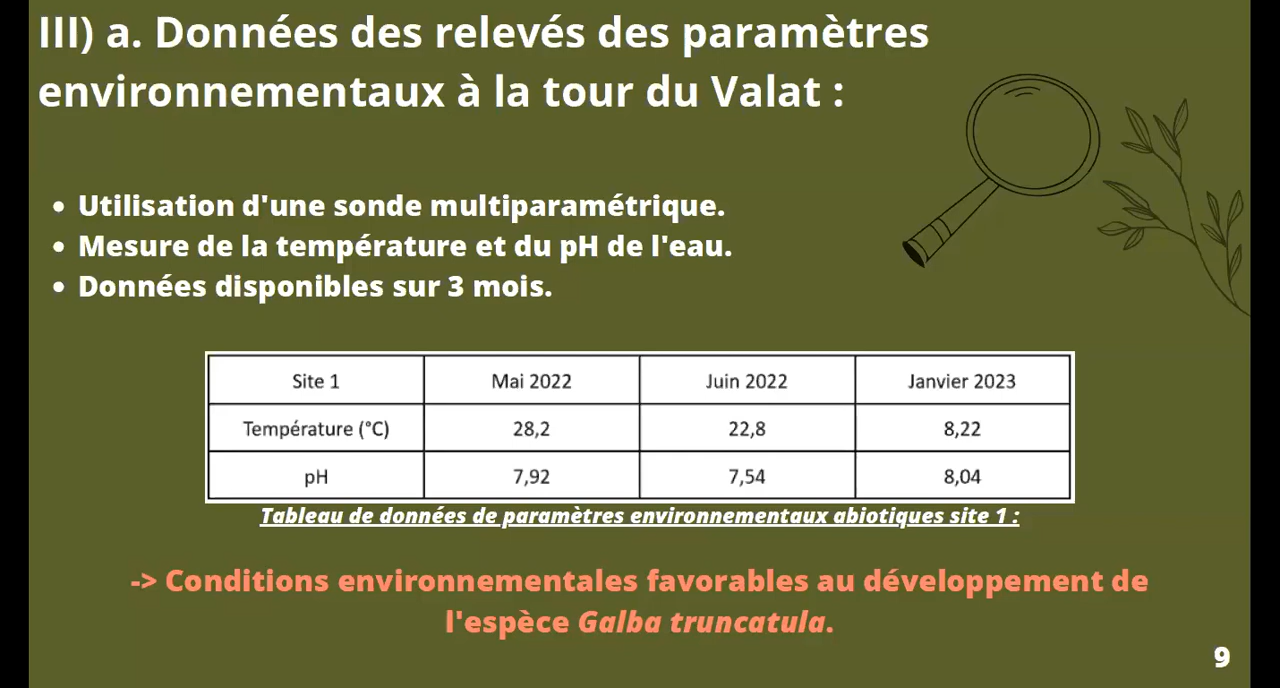 III) a. Données des relevés des paramètres
environnementaux à la tour du Valat :
• Utilisation d'une sonde multiparamétrique.
• Mesure de la température et du pH de l'eau.
• Données disponibles sur 3 mois.
Site 1 Mai 2022 Juin 2022 Janvier 2023
Température (°C) 28,2 22,8 8,22
pH 7,92 7,54 8,04
Tableau de données de paramètres environnementaux abiotiques site 1 :
-> Conditions environnementales favorables au développement de
l'espèce Galba truncatula.
9